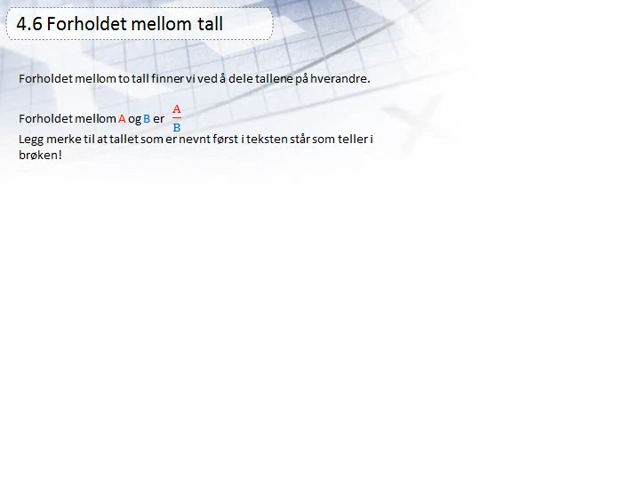 4.6 Forholdet mellom tall
Forholdet mellom to tall finner vi ved å dele tallene på hverandre.
Forholdet mellom A og B er A/B
Legg merke til at tallet som er nevnt først i teksten står som teller i
brøken!